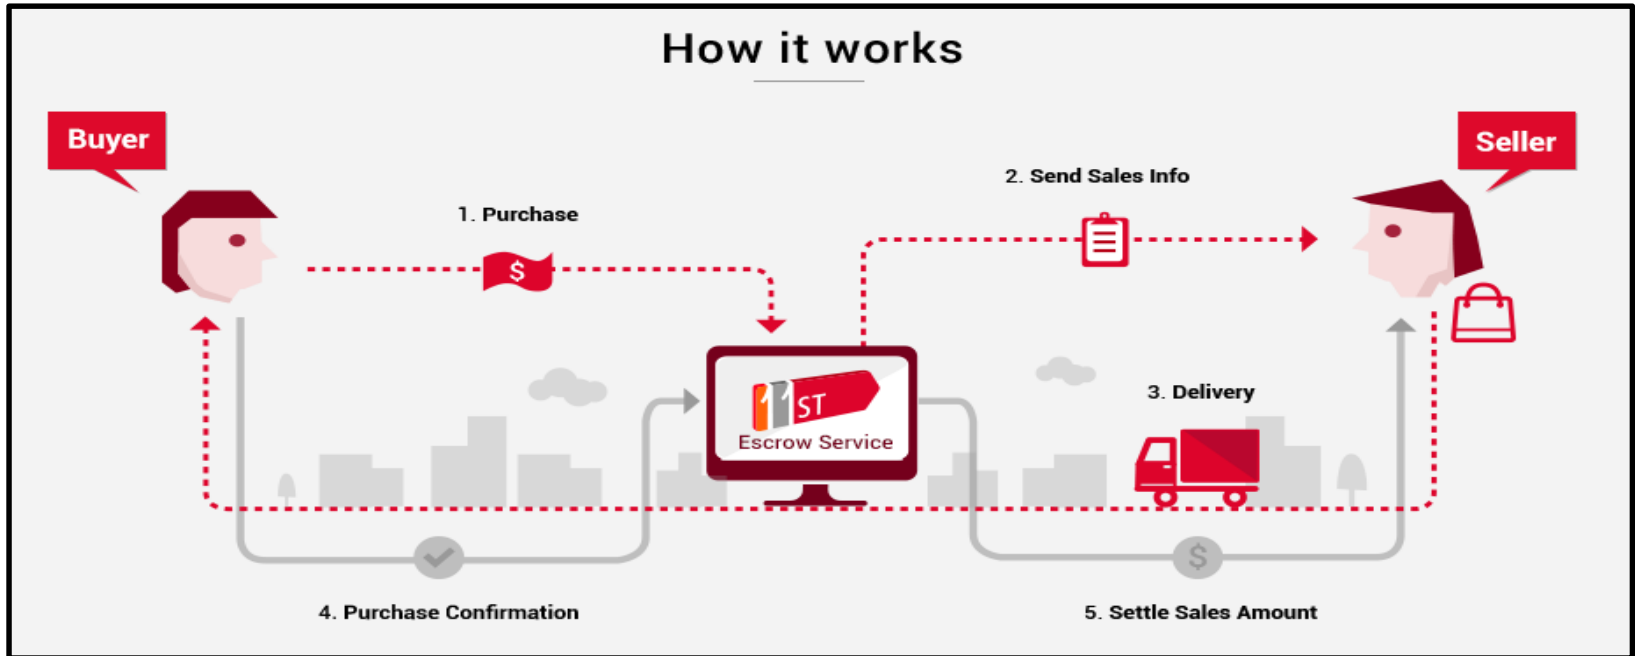 How it works
Buyer
Seller
2. Send Sales Info
1. Purchase
$
11ST
Escrow Service
3. Delivery
$
4. Purchase Confirmation
5. Settle Sales Amount